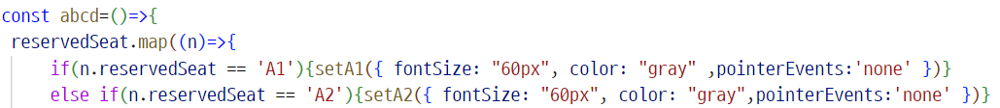 const abcd=()=>{
reservedSeat.map((n)=>{
if(n.reservedSeat == 'A1'){setA1({ fontSize: "60px", color: "gray" ,pointerEvents:'none' })}
else if(n.reservedSeat == 'A2'){setA2({ fontSize: "60px", color: "gray",pointerEvents:'none' })}